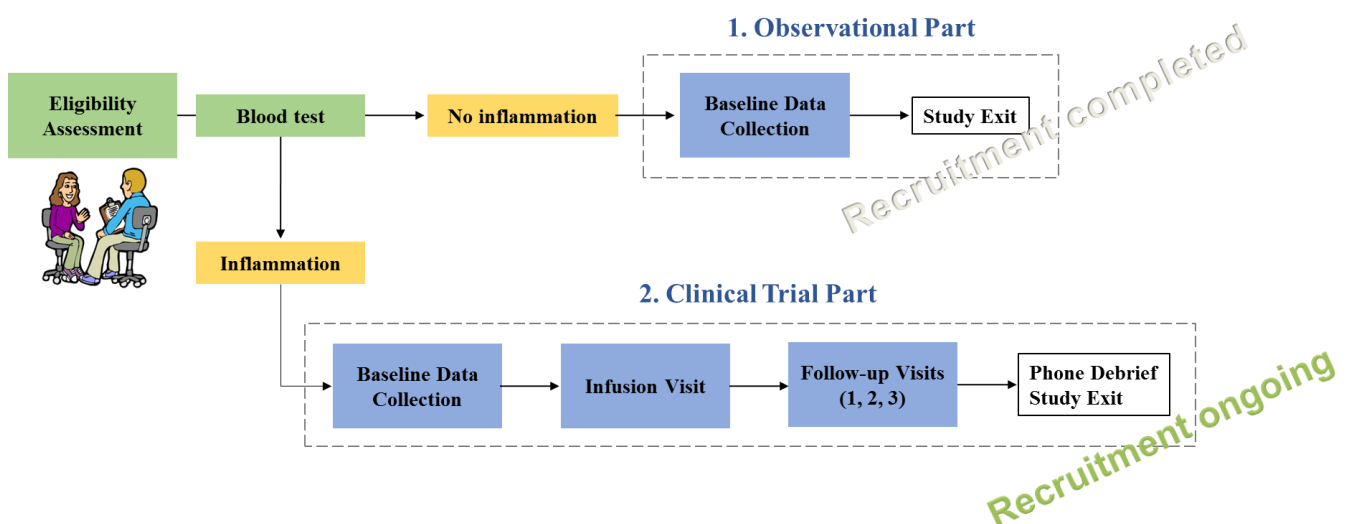 1. Observational Part
Eligibility
Assessment
Blood test
No inflammation
Baseline Data
Collection
Study Exit
Recruitment completed
Inflammation
2. Clinical Trial Part
Baseline Data
Collection
Infusion Visit
Follow-up Visits
(1, 2, 3)
Phone Debrief
Study Exit
Recruitment ongoing